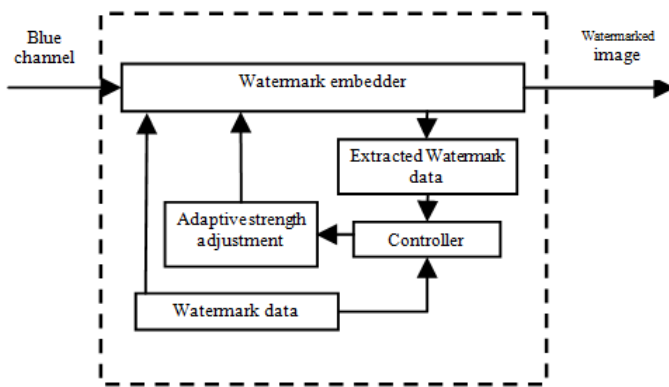 Blue
channel
Watermarked
image
Watermark embedder
Extracted Watermark
data
Adaptive strength
adjustment
Controller
Watermark data